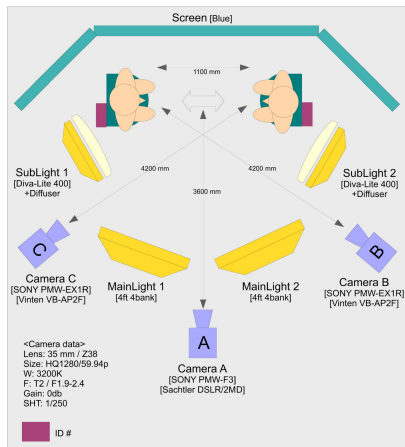 Screen [Blue]
1100 mm
SubLight 1
[Diva-Lite 400]
+Diffuser
SubLight 2
[Diva-Lite 400]
+Diffuser
4200 mm
4200 mm
3600 mm
C
Camera C
[SONY PMW-EX1R]
[Vinten VB-AP2F]
MainLight 1
[4ft 4bank]
MainLight 2
[4ft 4bank]
B
Camera B
[SONY PMW-EX1R]
[Vinten VB-AP2F]
A
Camera A
[SONY PMW-F3]
[Sachtler DSLR/2MD]
<Camera data>
Lens: 35 mm / Z38
Size: HQ1280/59.94p
W: 3200K
F: T2 / F1.9-2.4
Gain: 0db
SHT: 1/250
ID #